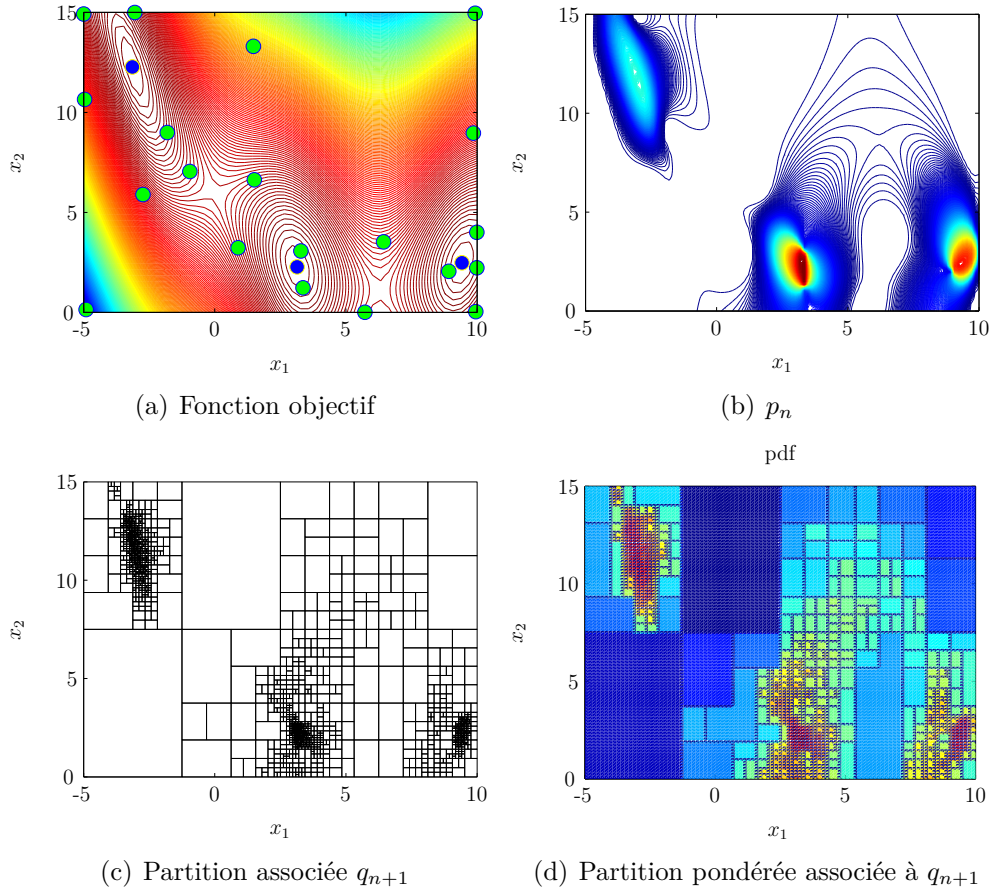 15
10
5
0
x₂
-5
0
5
10
x₁
(a) Fonction objectif
15
10
5
0
x₂
-5
0
5
10
x₁
(b) pₙ
15
10
5
0
x₂
-5
0
5
10
x₁
(c) Partition associée qₙ₊₁
pdf
15
10
5
0
x₂
-5
0
5
10
x₁
(d) Partition pondérée associée à qₙ₊₁